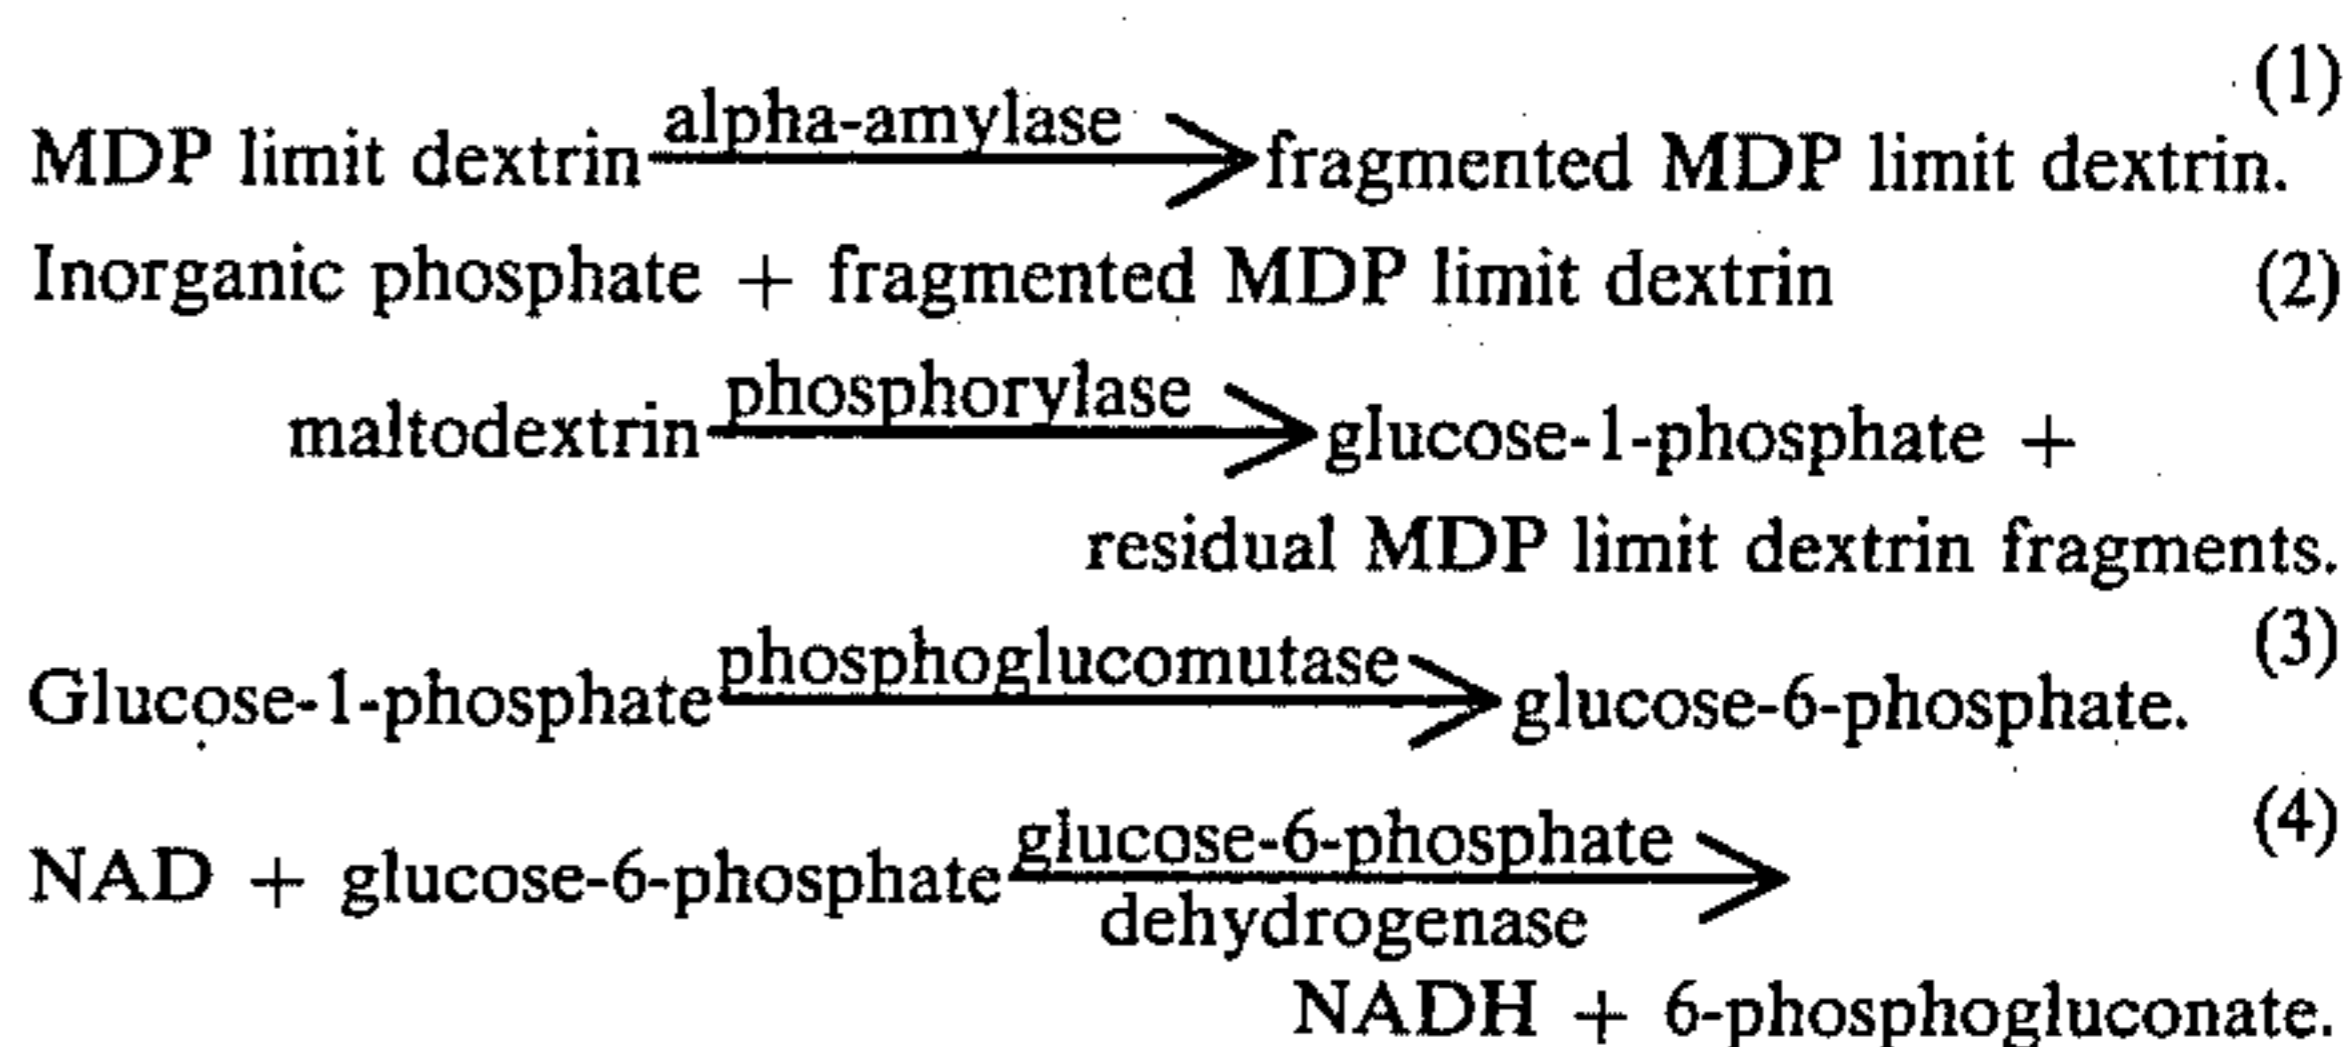 (1)
alpha-amylase
MDP limit dextrin fragmented MDP limit dextrin.
Inorganic phosphate + fragmented MDP limit dextrin (2)
phosphorylase
maltodextrin glucose-1-phosphate +
residual MDP limit dextrin fragments.
(3)
phosphoglucomutase
Glucose-1-phosphate glucose-6-phosphate.
(4)
glucose-6-phosphate
NAD + glucose-6-phosphate
dehydrogenase
NADH + 6-phosphogluconate.